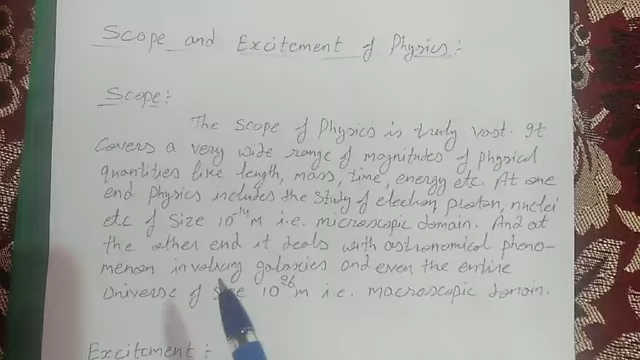 Scope and Excitement of Physics:-
Scope:-
The Scope of Physics is truly vast. It
Covers a very wide range of magnitudes of physical
quantities like length, mass, time, energy etc. At one
end Physics includes the study of electron, proton, nuclei
etc of Size 10⁻¹⁴ m i.e. microscopic domain. And at
the other end it deals with astronomical pheno-
menon involving galaxies and even the entire
Universe of Size 10²⁶ m i.e. macroscopic domain.
Excitement:-